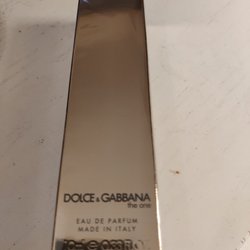 DOLCE & GABBANA
the one
EAU DE PARFUM
MADE IN ITALY